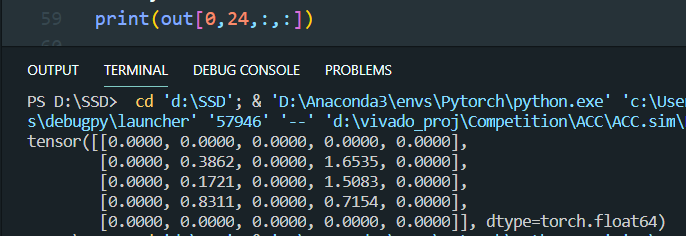 59 print(out[0,24,:,:])
OUTPUT TERMINAL DEBUG CONSOLE PROBLEMS
PS D:\SSD> cd 'd:\SSD'; & 'D:\Anaconda3\envs\Pytorch\python.exe' 'c:\Use
s\debugpy\launcher' '57946' '--' 'd:\vivado_proj\Competition\ACC\ACC.sim\
tensor([[0.0000, 0.0000, 0.0000, 0.0000, 0.0000],
[0.0000, 0.3862, 0.0000, 1.6535, 0.0000],
[0.0000, 0.1721, 0.0000, 1.5083, 0.0000],
[0.0000, 0.8311, 0.0000, 0.7154, 0.0000],
[0.0000, 0.0000, 0.0000, 0.0000, 0.0000]], dtype=torch.float64)